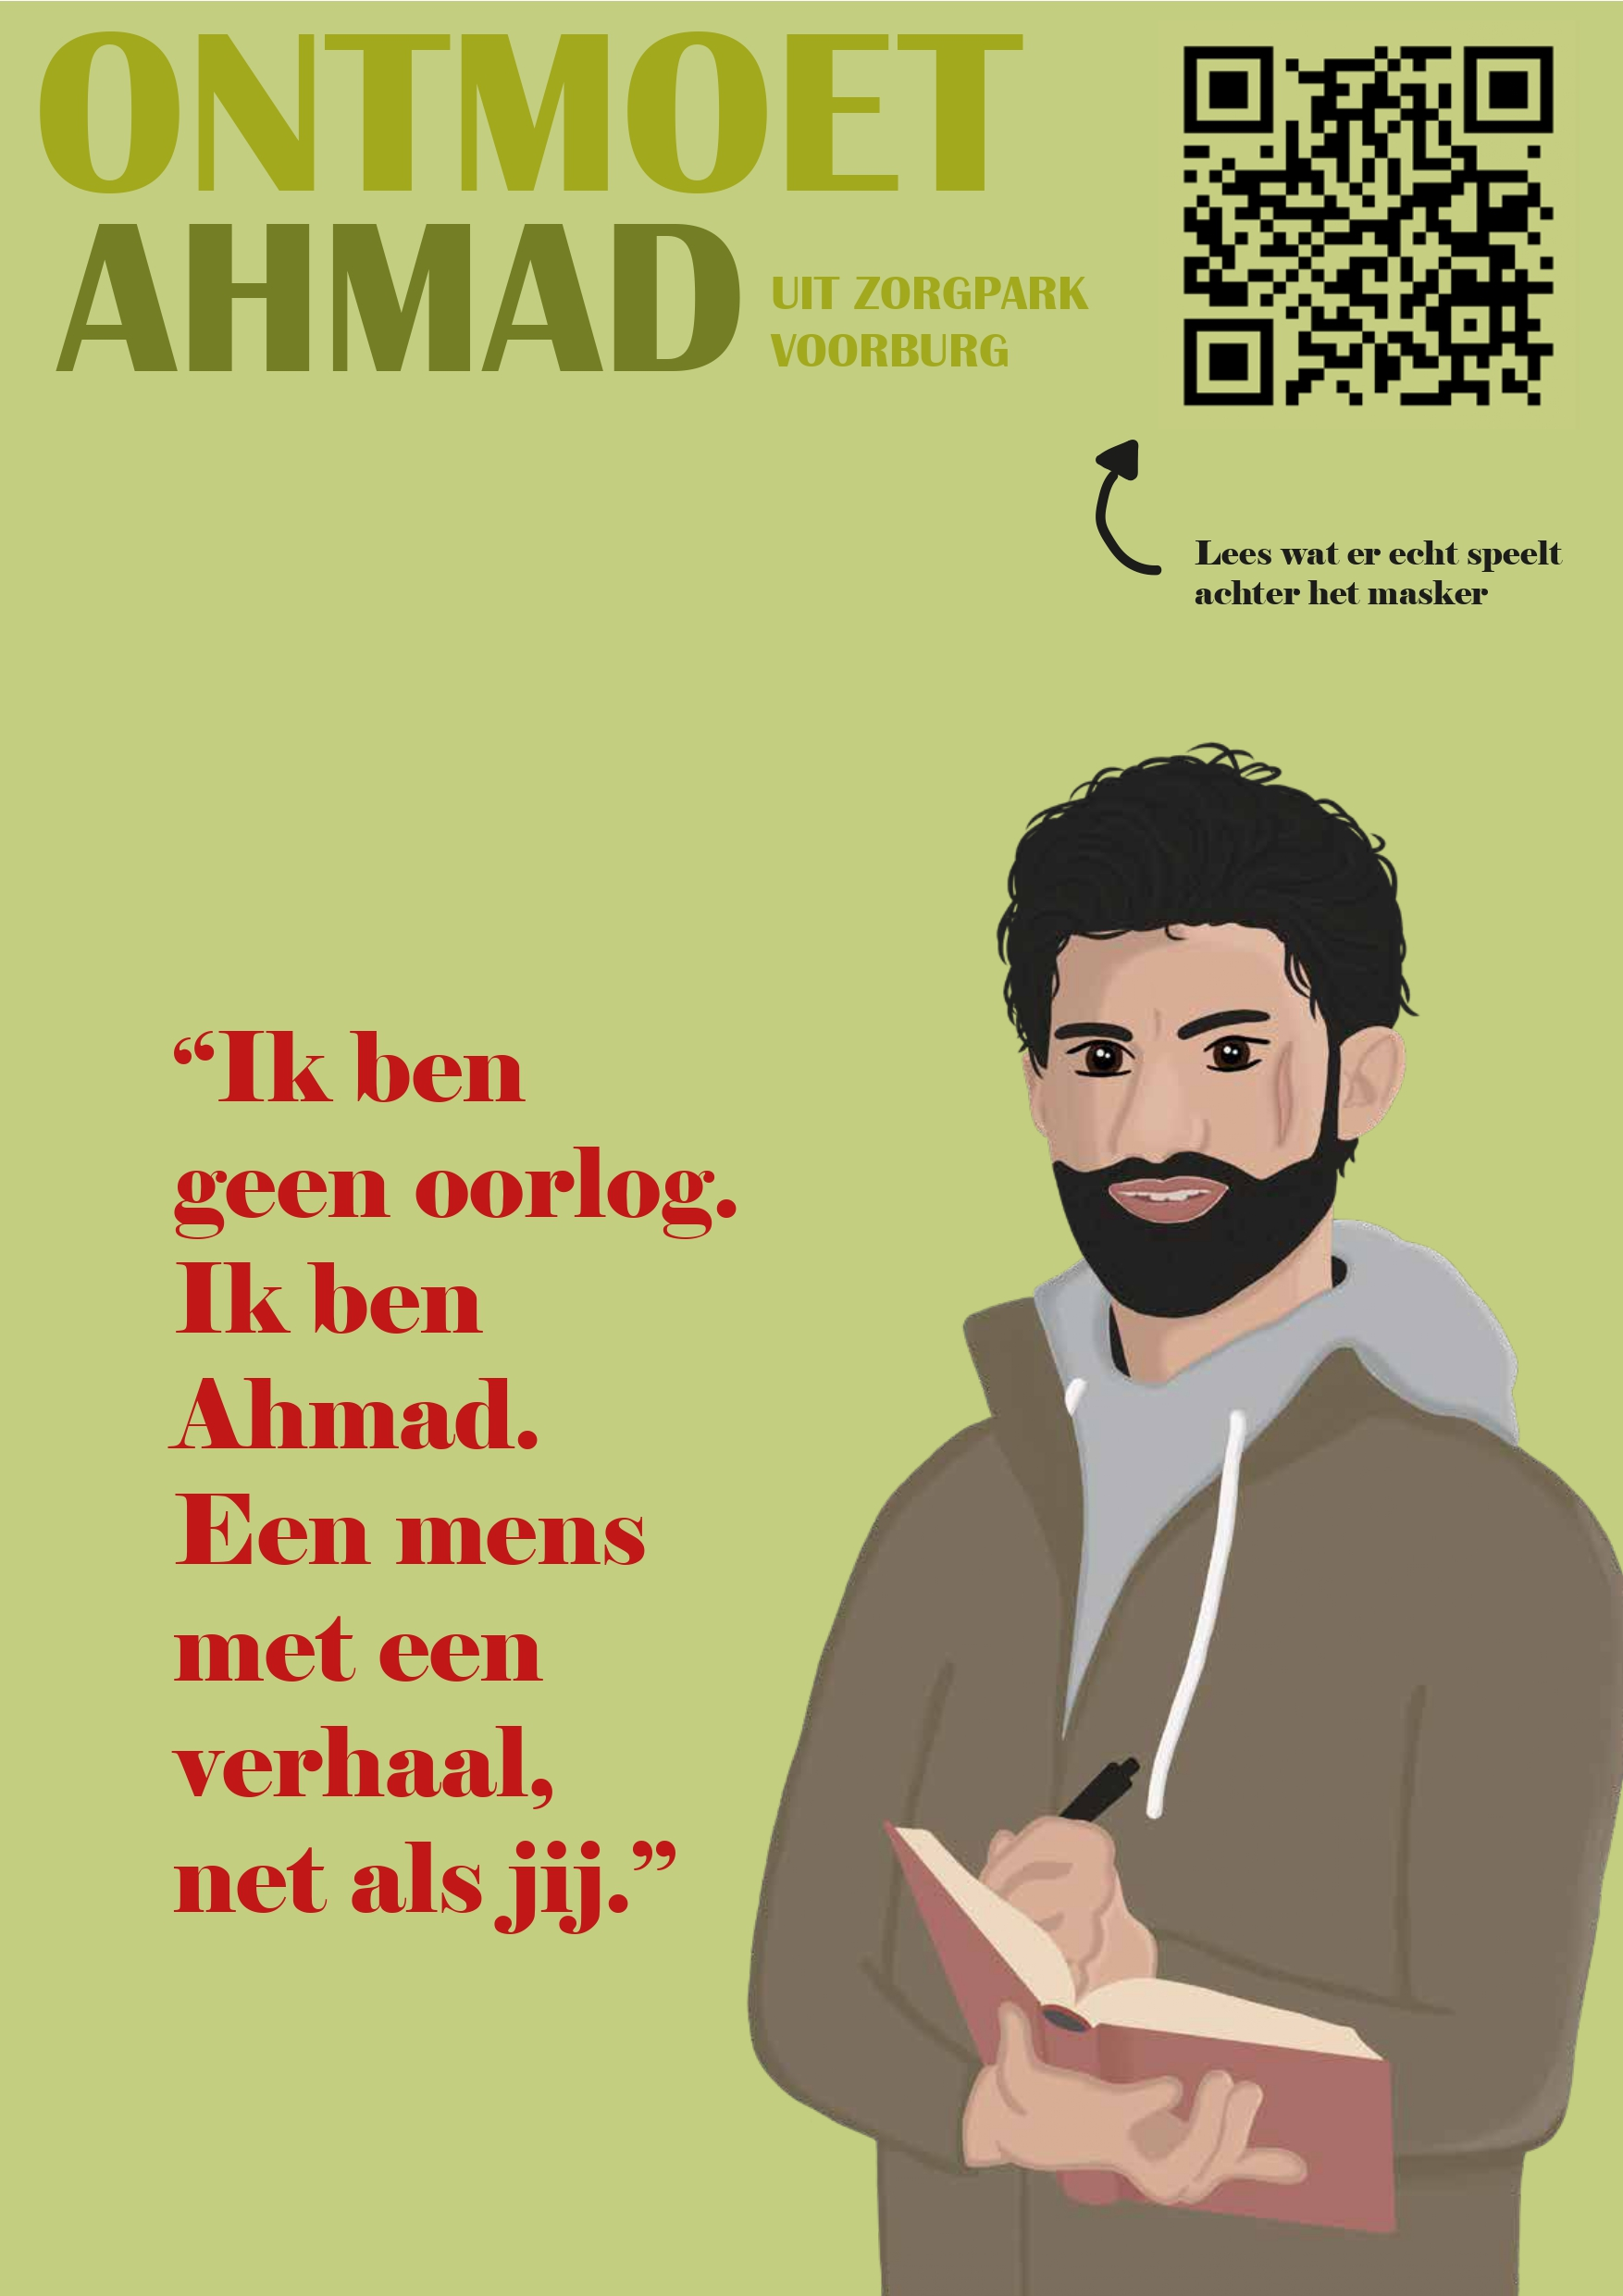 ONTMOET
AHMAD
UIT ZORGPARK
VOORBURG
Lees wat er echt speelt
achter het masker
“Ik ben
geen oorlog.
Ik ben
Ahmad.
Een mens
met een
verhaal,
net als jij.”